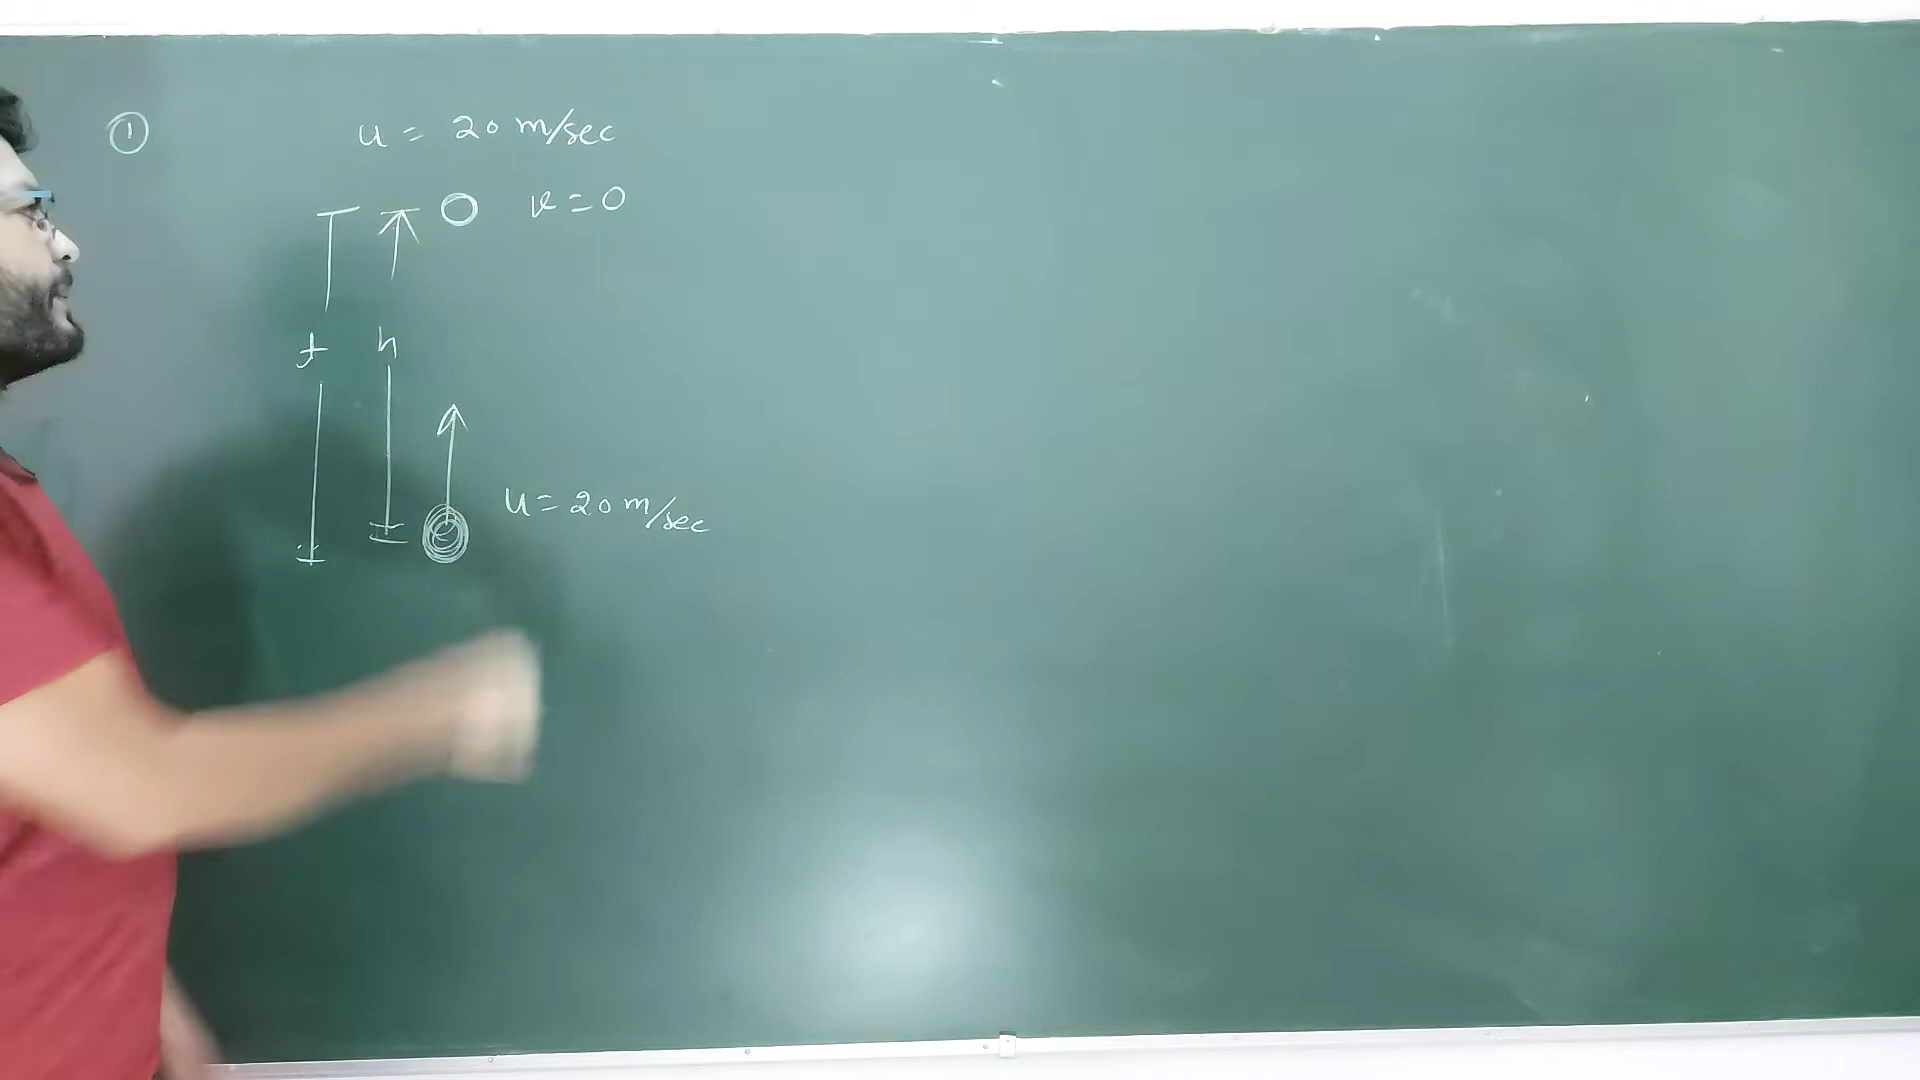 ①
u = 20 m/sec
v = 0
t
h
u = 20 m/sec